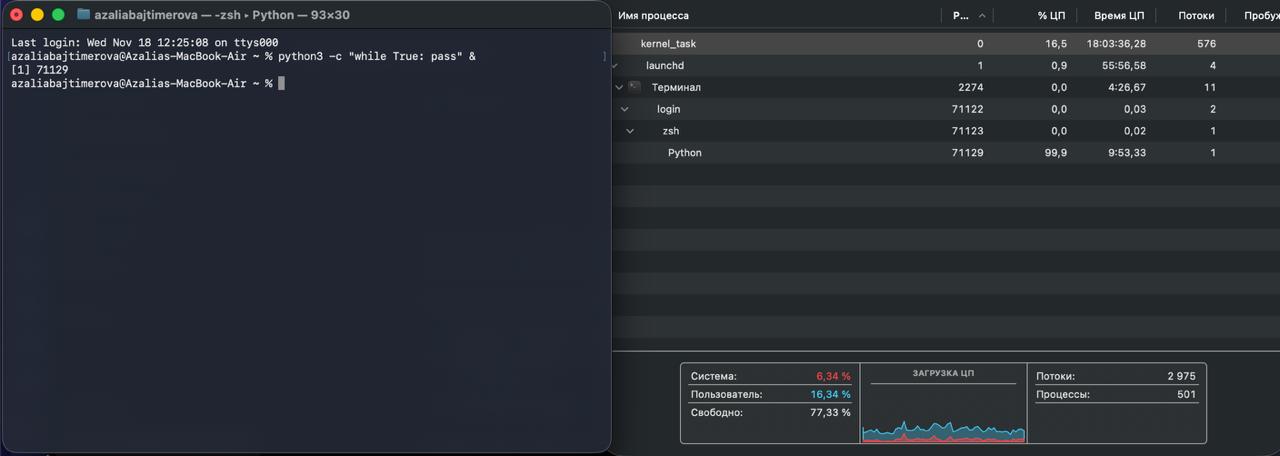 azaliabajtimerova — -zsh ▸ Python — 93×30
Last login: Wed Nov 18 12:25:08 on ttys000
[azaliabajtimerova@Azalias-MacBook-Air ~ % python3 -c "while True: pass" & ]
[1] 71129
azaliabajtimerova@Azalias-MacBook-Air ~ %
Имя процесса P... % ЦП Время ЦП Потоки Пробуж
kernel_task 0 16,5 18:03:36,28 576
launchd 1 0,9 55:56,58 4
Терминал 2274 0,0 4:26,67 11
login 71122 0,0 0,03 2
zsh 71123 0,0 0,02 1
Python 71129 99,9 9:53,33 1
Система: 6,34 %
Пользователь: 16,34 %
Свободно: 77,33 %
ЗАГРУЗКА ЦП
Потоки: 2 975
Процессы: 501